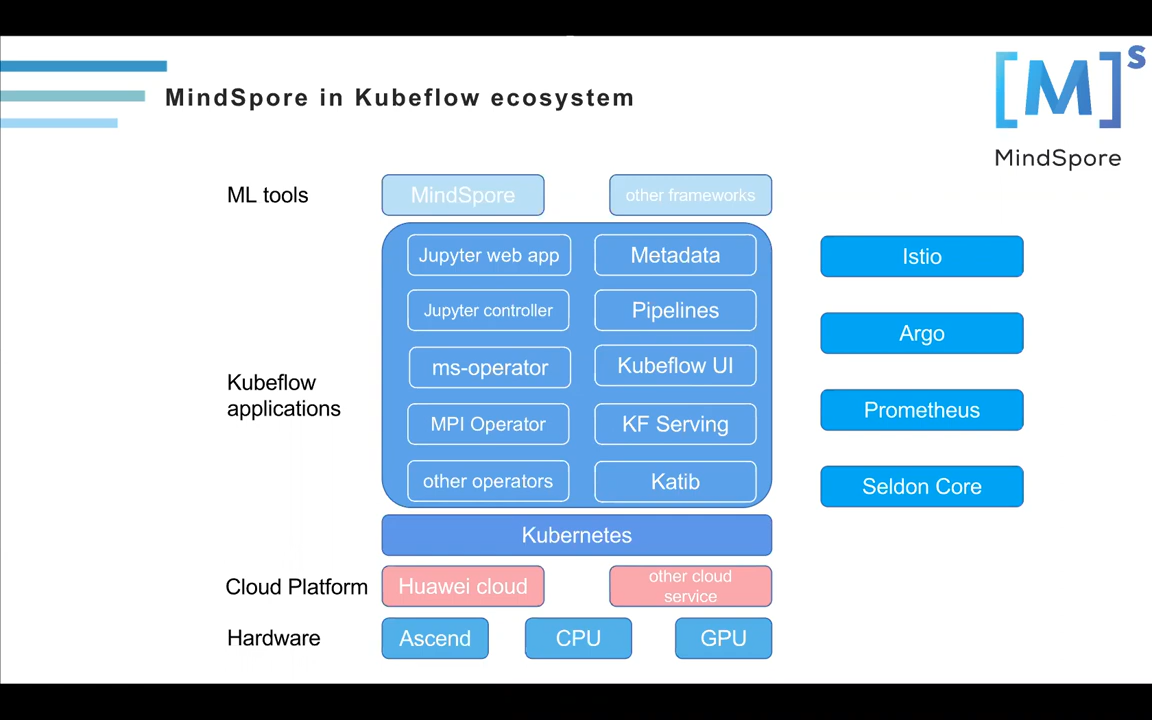 [M]s
MindSpore
MindSpore in Kubeflow ecosystem
ML tools
MindSpore
other frameworks
Kubeflow
applications
Jupyter web app
Metadata
Jupyter controller
Pipelines
ms-operator
Kubeflow UI
MPI Operator
KF Serving
other operators
Katib
Istio
Argo
Prometheus
Seldon Core
Kubernetes
Cloud Platform
Huawei cloud
other cloud
service
Hardware
Ascend
CPU
GPU